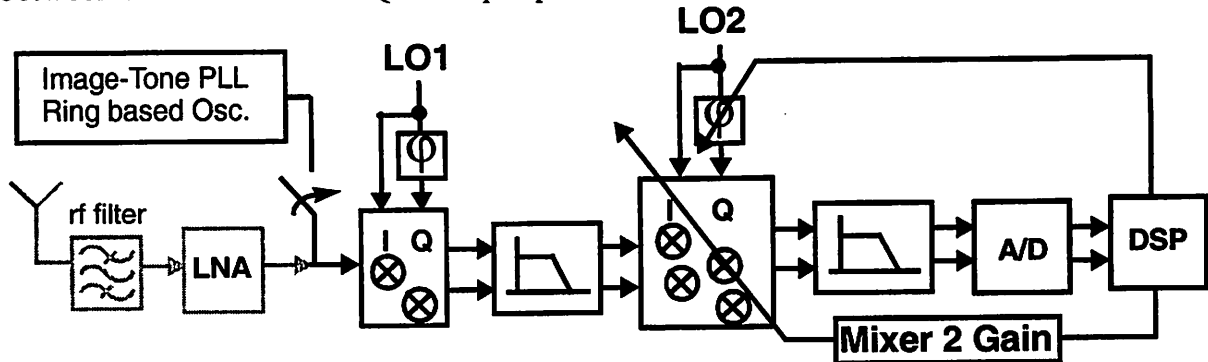 LO1
LO2
Image-Tone PLL
Ring based Osc.
φ
φ
rf filter
LNA
I Q
I Q
A/D
DSP
Mixer 2 Gain